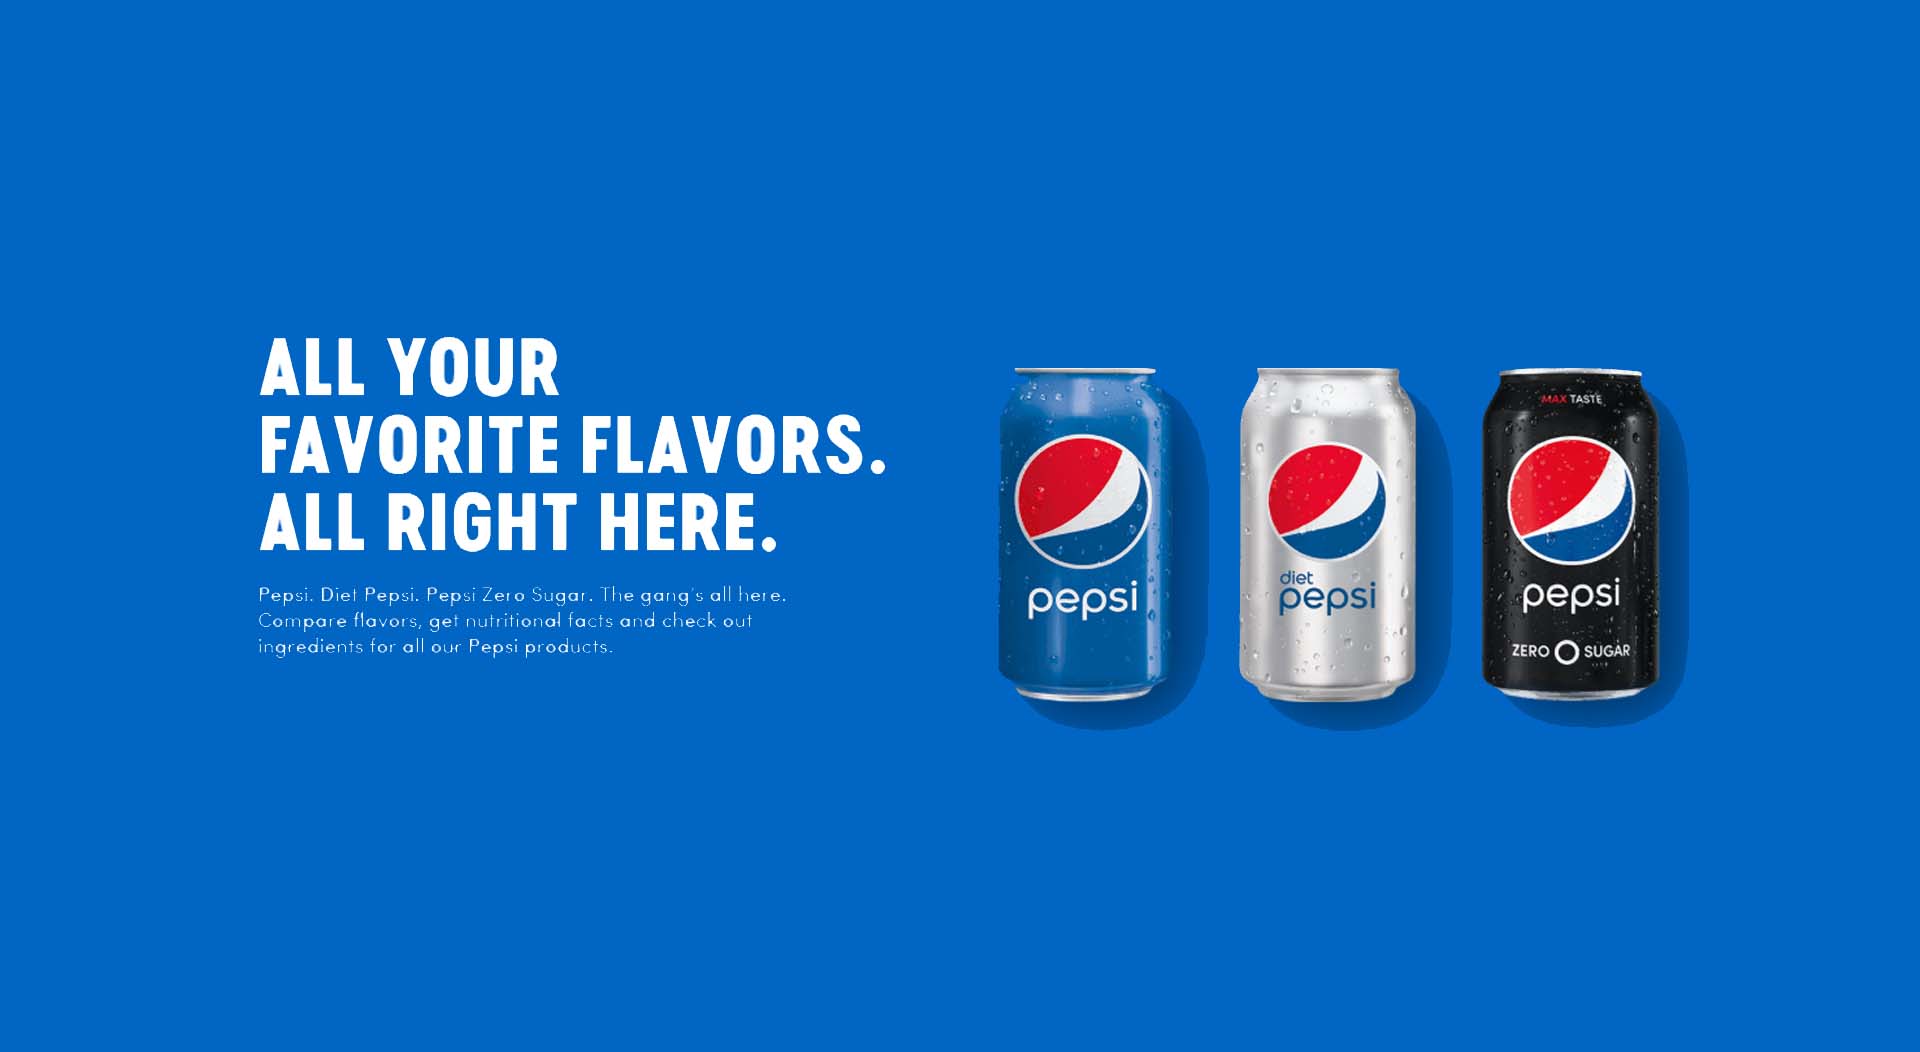 ALL YOUR
FAVORITE FLAVORS.
ALL RIGHT HERE.
Pepsi. Diet Pepsi. Pepsi Zero Sugar. The gang's all here.
Compare flavors, get nutritional facts and check out
ingredients for all our Pepsi products.
pepsi
diet
pepsi
MAX TASTE
pepsi
ZERO SUGAR